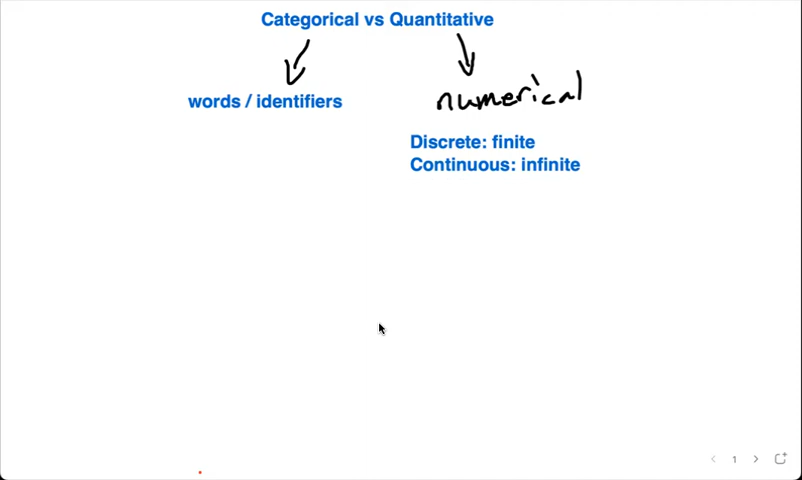 Categorical vs Quantitative
words / identifiers
numerical
Discrete: finite
Continuous: infinite
1